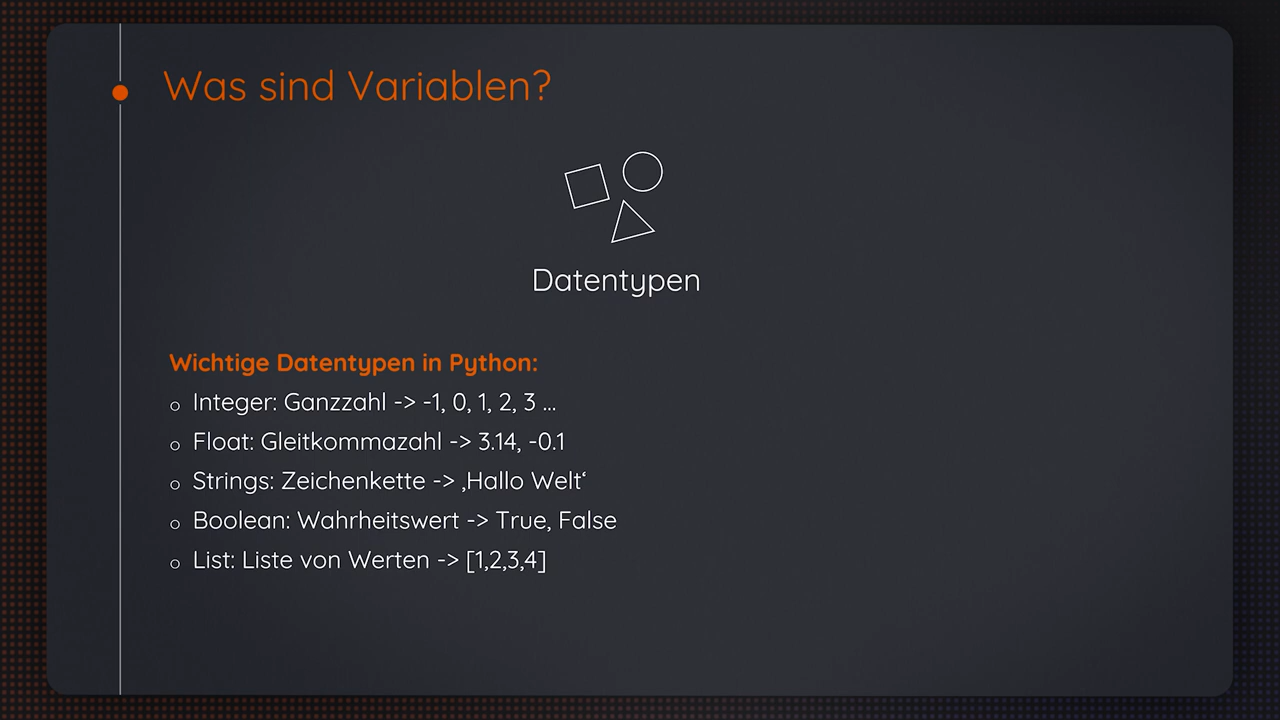 Was sind Variablen?
Datentypen
Wichtige Datentypen in Python:
Integer: Ganzzahl -> -1, 0, 1, 2, 3 ...
Float: Gleitkommazahl -> 3.14, -0.1
Strings: Zeichenkette -> ‚Hallo Welt‘
Boolean: Wahrheitswert -> True, False
List: Liste von Werten -> [1,2,3,4]